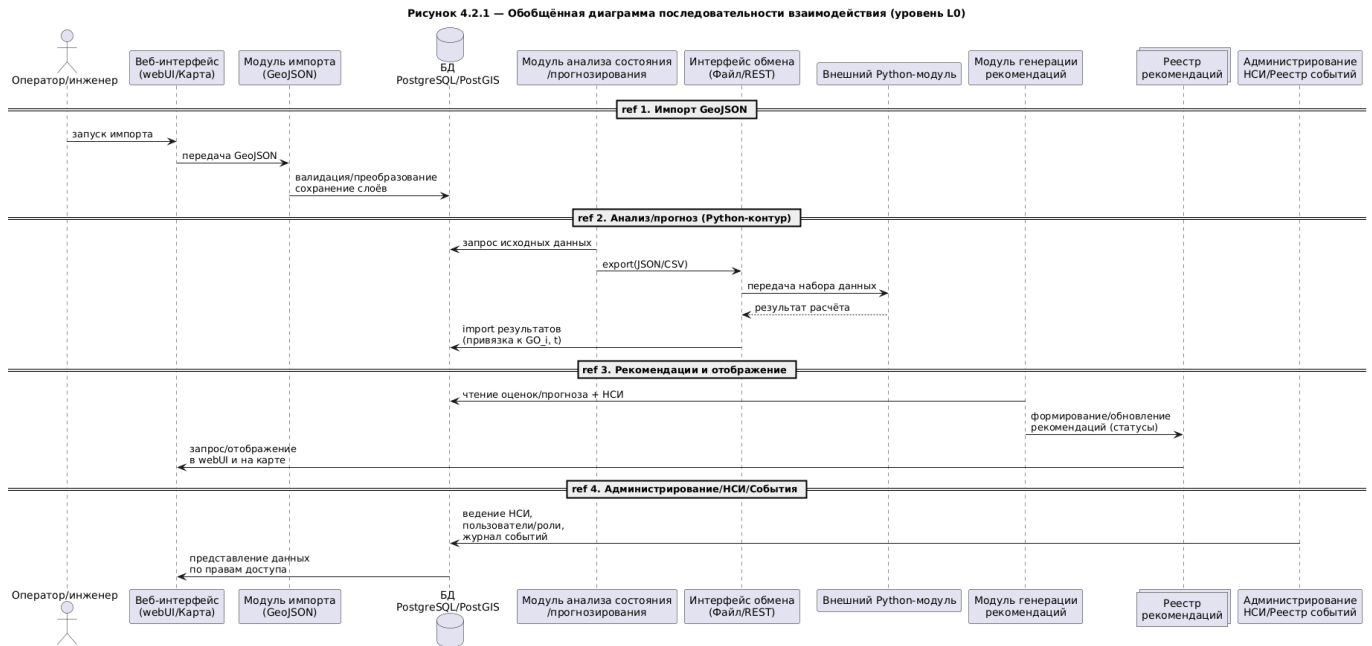 Рисунок 4.2.1 — Обобщённая диаграмма последовательности взаимодействия (уровень L0)
Оператор/инженер
Веб-интерфейс
(webUI/Карта)
Модуль импорта
(GeoJSON)
БД
PostgreSQL/PostGIS
Модуль анализа состояния
/прогнозирования
Интерфейс обмена
(Файл/REST)
Внешний Python-модуль
Модуль генерации
рекомендаций
Реестр
рекомендаций
Администрирование
НСИ/Реестр событий
ref 1. Импорт GeoJSON
запуск импорта
передача GeoJSON
валидация/преобразование
сохранение слоёв
ref 2. Анализ/прогноз (Python-контур)
запрос исходных данных
export(JSON/CSV)
передача набора данных
результат расчёта
import результатов
(привязка к GO_i, t)
ref 3. Рекомендации и отображение
чтение оценок/прогноза + НСИ
формирование/обновление
рекомендаций (статусы)
запрос/отображение
в webUI и на карте
ref 4. Администрирование/НСИ/События
ведение НСИ,
пользователи/роли,
журнал событий
представление данных
по правам доступа
Оператор/инженер
Веб-интерфейс
(webUI/Карта)
Модуль импорта
(GeoJSON)
БД
PostgreSQL/PostGIS
Модуль анализа состояния
/прогнозирования
Интерфейс обмена
(Файл/REST)
Внешний Python-модуль
Модуль генерации
рекомендаций
Реестр
рекомендаций
Администрирование
НСИ/Реестр событий